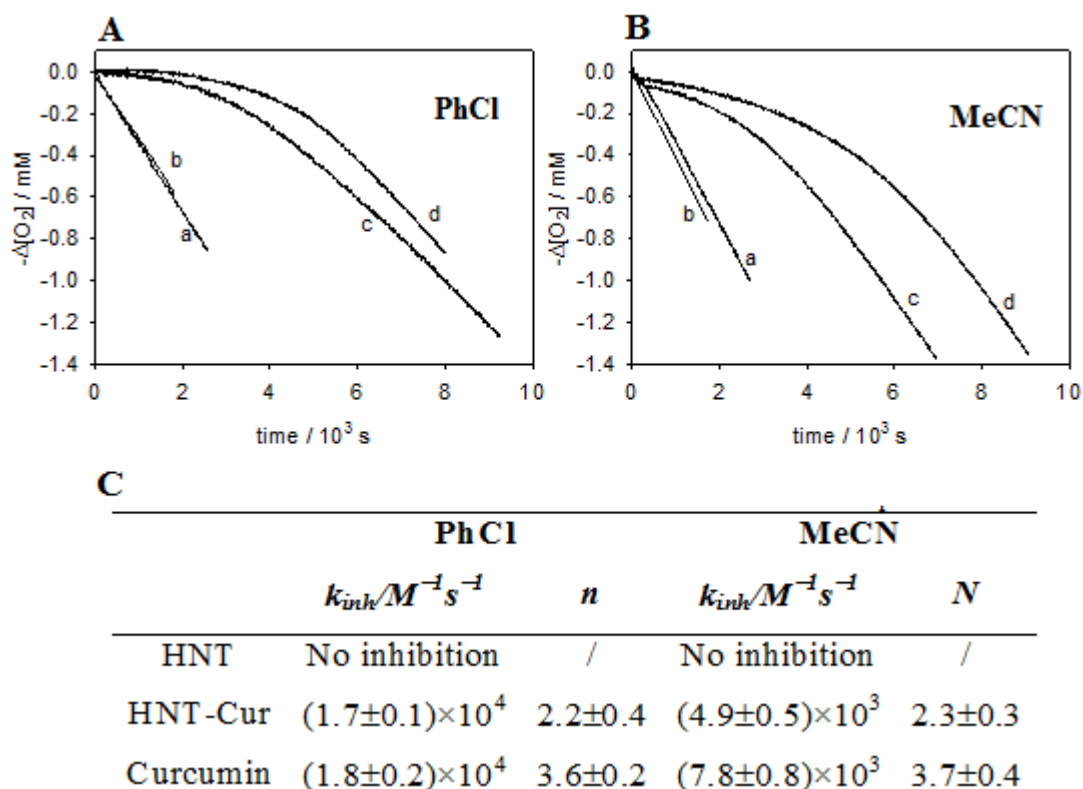 A
B
0.0
-0.2
-0.4
-0.6
-0.8
-1.0
-1.2
-1.4
-Δ[O₂] / mM
PhCl
b
a
c
d
0 2 4 6 8 10
time / 10³ s
0.0
-0.2
-0.4
-0.6
-0.8
-1.0
-1.2
-1.4
-Δ[O₂] / mM
MeCN
b
a
c
d
0 2 4 6 8 10
time / 10³ s
C
PhCl MeCN
k_inh/M⁻¹s⁻¹ n k_inh/M⁻¹s⁻¹ N
HNT No inhibition / No inhibition /
HNT-Cur (1.7±0.1)×10⁴ 2.2±0.4 (4.9±0.5)×10³ 2.3±0.3
Curcumin (1.8±0.2)×10⁴ 3.6±0.2 (7.8±0.8)×10³ 3.7±0.4